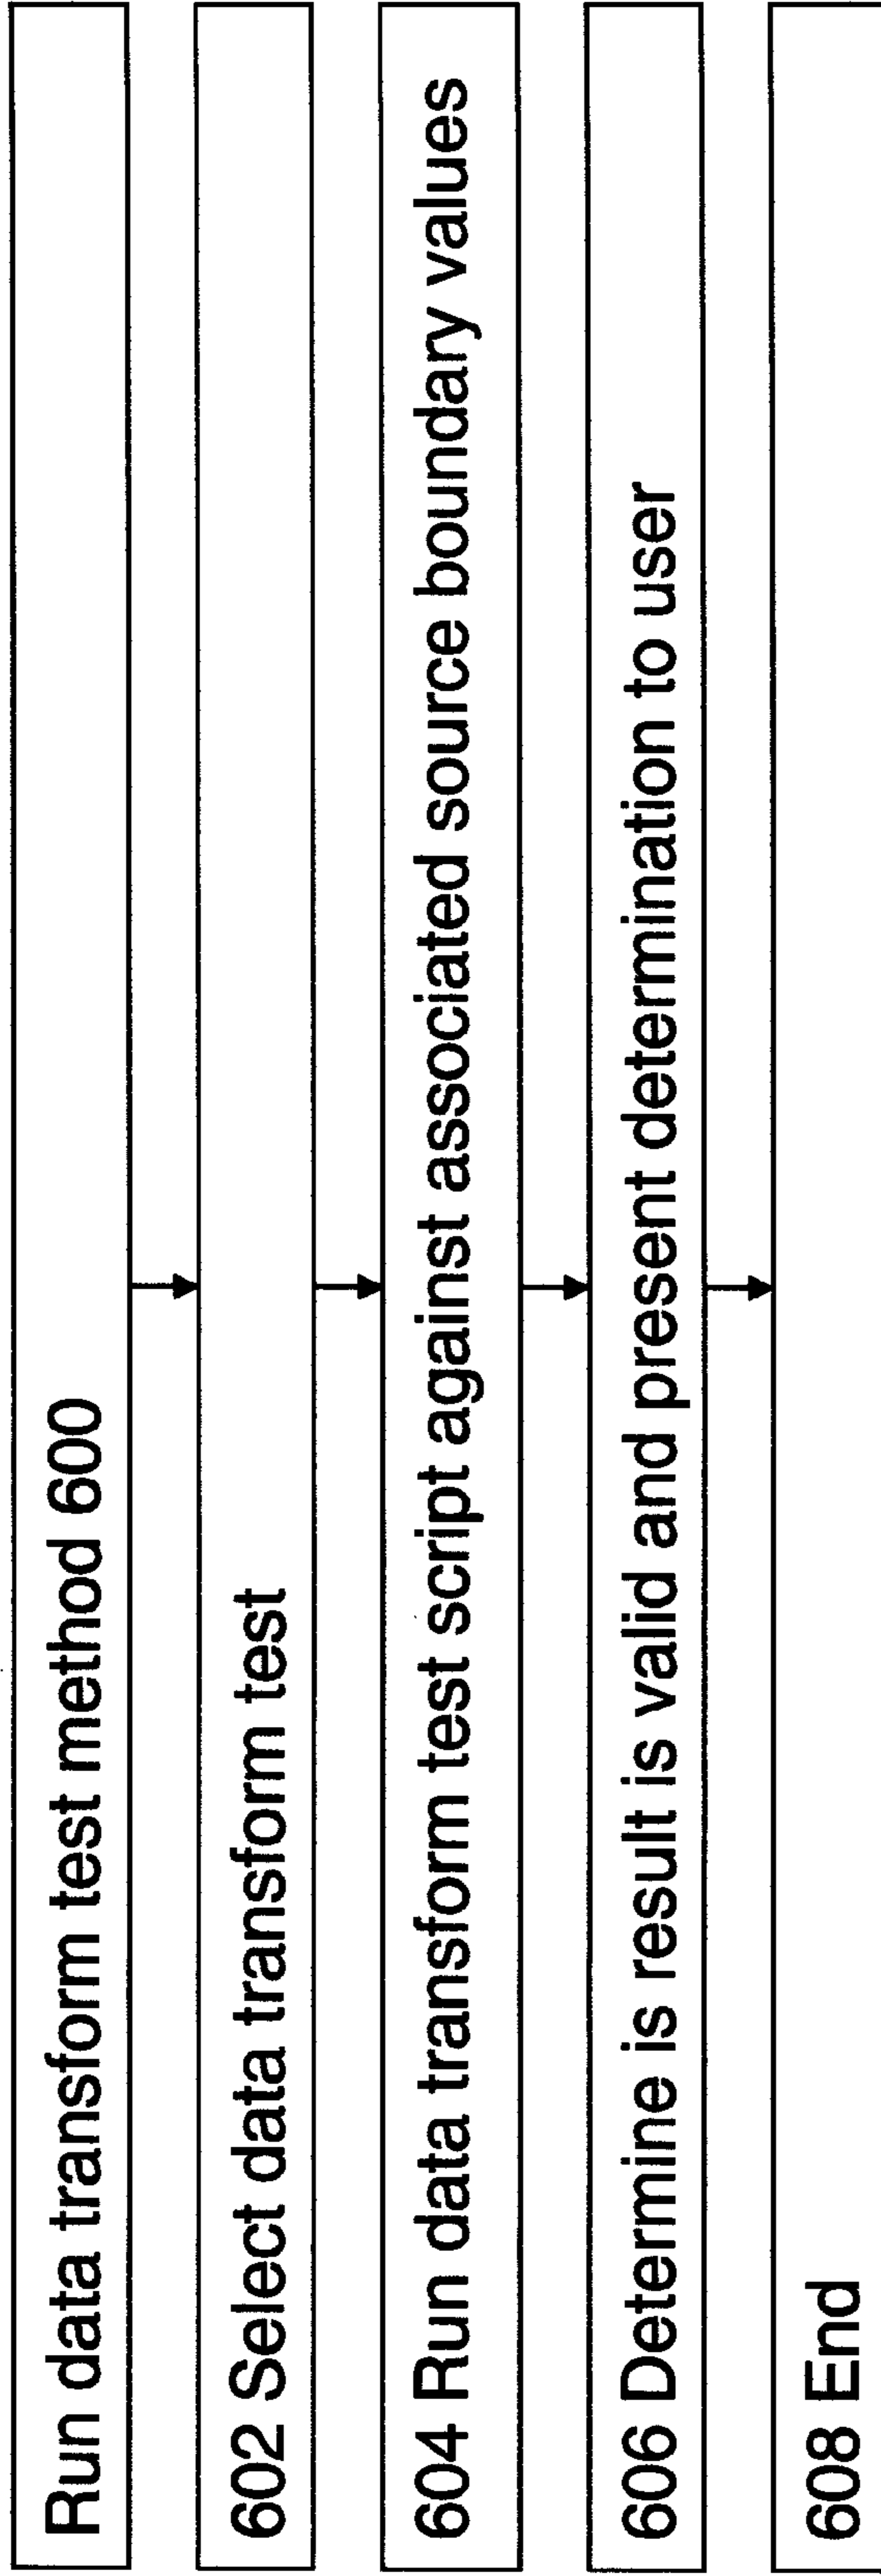 Run data transform test method 600
602 Select data transform test
604 Run data transform test script against associated source boundary values
606 Determine is result is valid and present determination to user
608 End